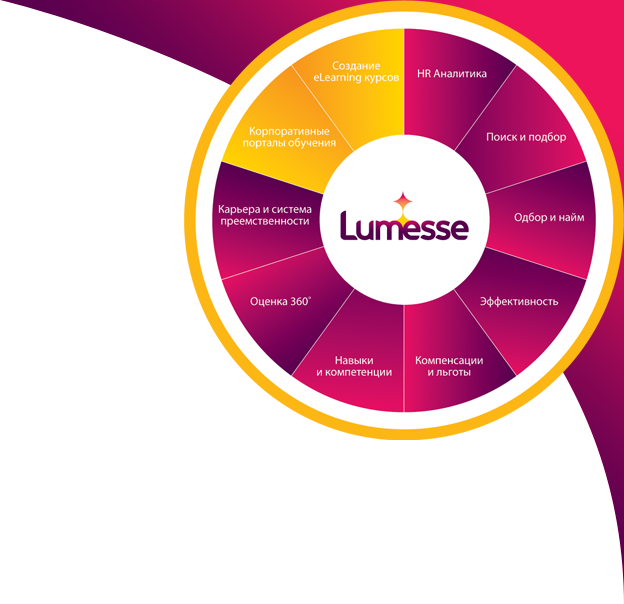 Создание
eLearning курсов
HR Аналитика
Корпоративные
порталы обучения
Поиск и подбор
Карьера и система
преемственности
Lumesse
Одбор и найм
Оценка 360°
Эффективность
Навыки
и компетенции
Компенсации
и льготы